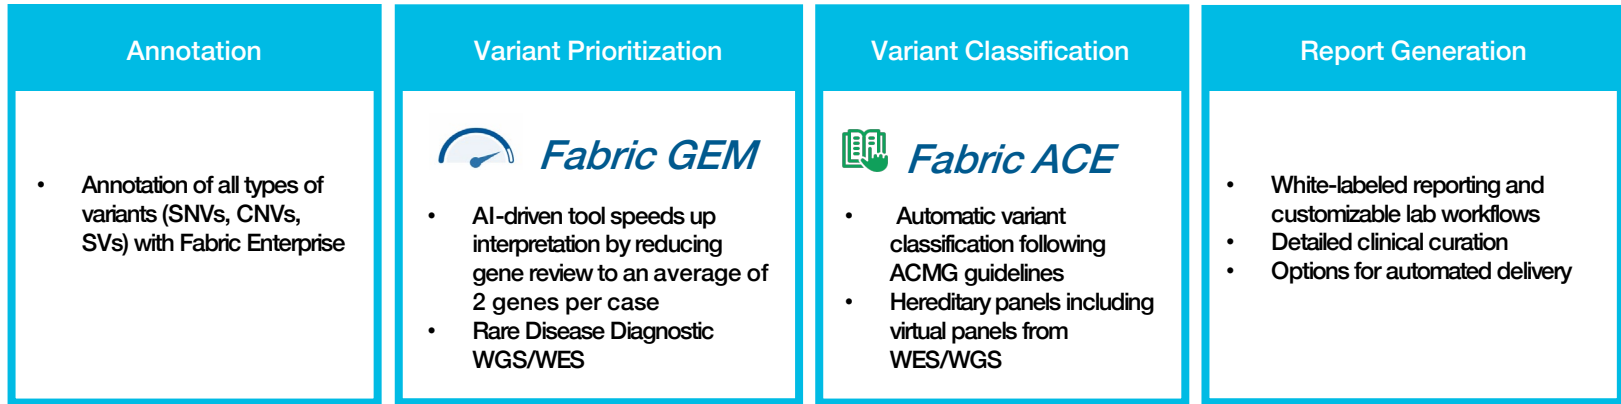 Annotation
• Annotation of all types of
variants (SNVs, CNVs,
SVs) with Fabric Enterprise
Variant Prioritization
Fabric GEM
• AI-driven tool speeds up
interpretation by reducing
gene review to an average of
2 genes per case
• Rare Disease Diagnostic
WGS/WES
Variant Classification
Fabric ACE
• Automatic variant
classification following
ACMG guidelines
• Hereditary panels including
virtual panels from
WES/WGS
Report Generation
• White-labeled reporting and
customizable lab workflows
• Detailed clinical curation
• Options for automated delivery